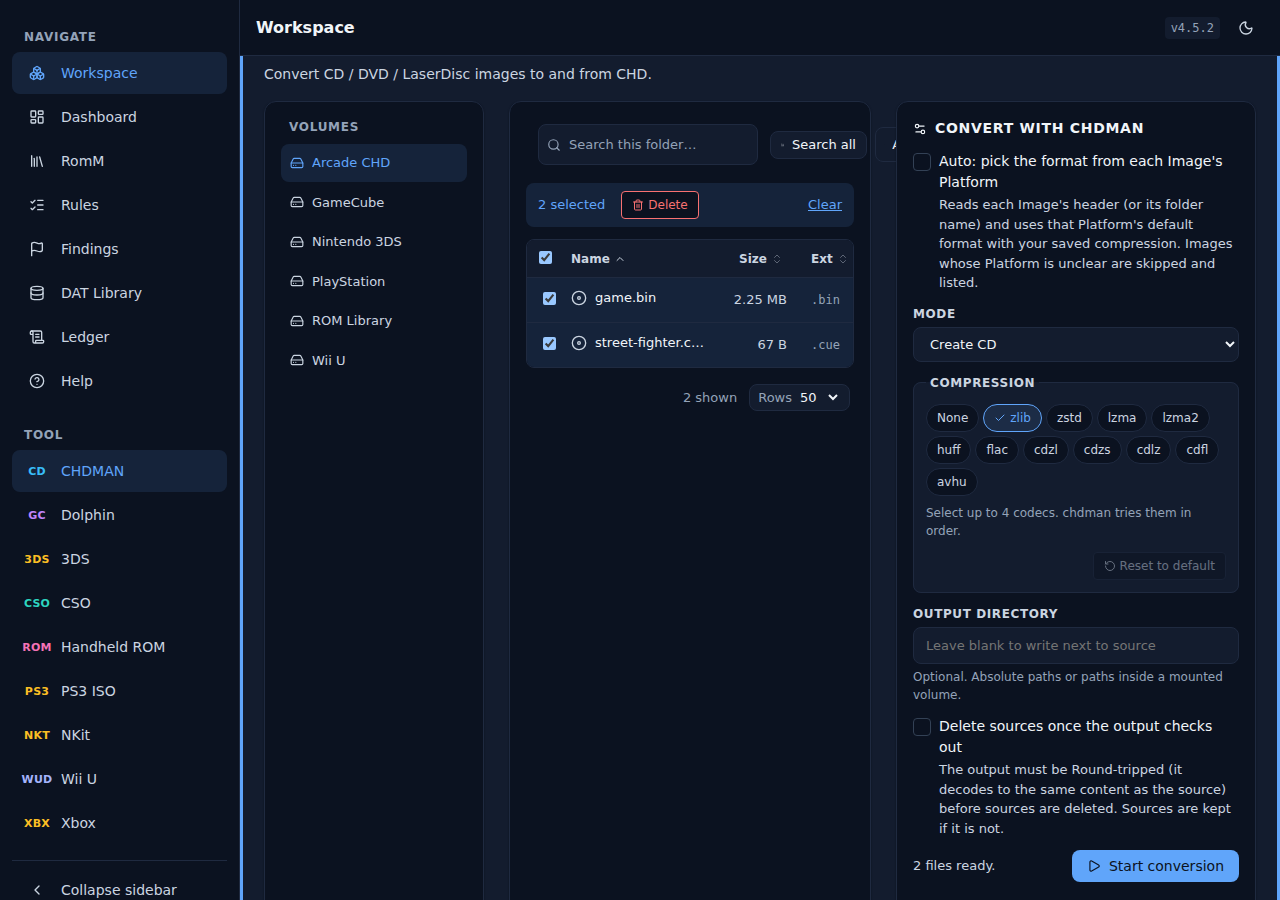 NAVIGATE
Workspace
Dashboard
RomM
Rules
Findings
DAT Library
Ledger
Help
TOOL
CD CHDMAN
GC Dolphin
3DS 3DS
CSO CSO
ROM Handheld ROM
PS3 PS3 ISO
NKT NKit
WUD Wii U
XBX Xbox
Collapse sidebar
Workspace
v4.5.2
Convert CD / DVD / LaserDisc images to and from CHD.
VOLUMES
Arcade CHD
GameCube
Nintendo 3DS
PlayStation
ROM Library
Wii U
Search this folder…
Search all
2 selected
Delete
Clear
Name
Size
Ext
game.bin
2.25 MB
.bin
street-fighter.c…
67 B
.cue
2 shown
Rows 50
CONVERT WITH CHDMAN
Auto: pick the format from each Image's
Platform
Reads each Image's header (or its folder
name) and uses that Platform's default
format with your saved compression. Images
whose Platform is unclear are skipped and
listed.
MODE
Create CD
COMPRESSION
None zlib zstd lzma lzma2
huff flac cdzl cdzs cdlz cdfl
avhu
Select up to 4 codecs. chdman tries them in
order.
Reset to default
OUTPUT DIRECTORY
Leave blank to write next to source
Optional. Absolute paths or paths inside a mounted
volume.
Delete sources once the output checks
out
The output must be Round-tripped (it
decodes to the same content as the source)
before sources are deleted. Sources are kept
if it is not.
2 files ready.
Start conversion